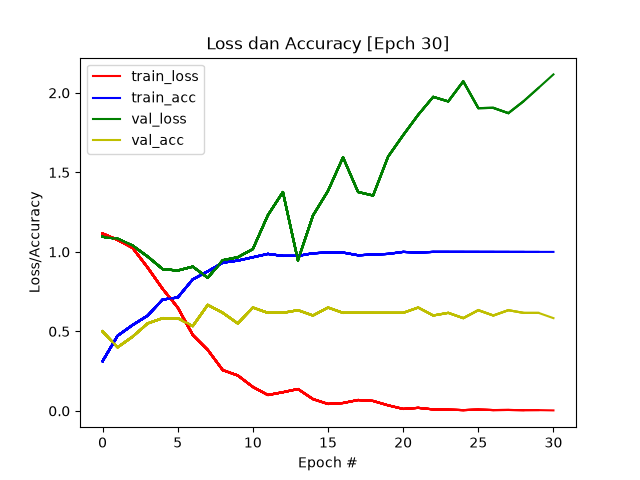 Loss dan Accuracy [Epch 30]
train_loss
train_acc
val_loss
val_acc
2.0
1.5
1.0
0.5
0.0
Loss/Accuracy
0 5 10 15 20 25 30
Epoch #